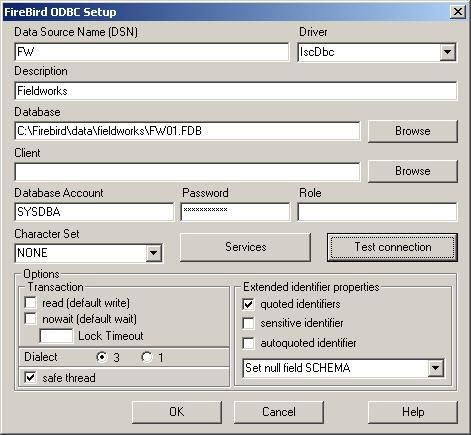 FireBird ODBC Setup
Data Source Name (DSN) Driver
FW IscDbc
Description
Fieldworks
Database
C:\Firebird\data\fieldworks\FW01.FDB Browse
Client
Browse
Database Account Password Role
SYSDBA ***********
Character Set
NONE Services Test connection
Options
Transaction Extended identifier properties
read (default write) quoted identifiers
nowait (default wait) sensitive identifier
Lock Timeout autoquoted identifier
Dialect 3 1
safe thread Set null field SCHEMA
OK Cancel Help